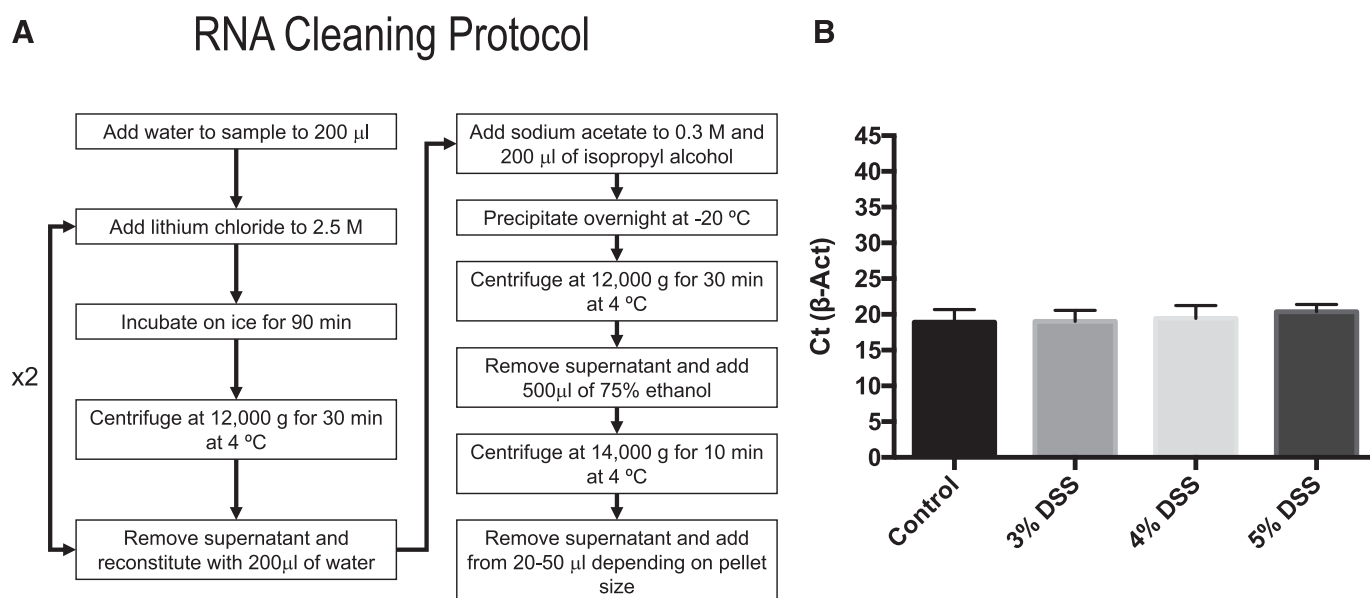 A
RNA Cleaning Protocol
Add water to sample to 200 μl
Add lithium chloride to 2.5 M
Incubate on ice for 90 min
Centrifuge at 12,000 g for 30 min
at 4 ºC
Remove supernatant and
reconstitute with 200μl of water
x2
Add sodium acetate to 0.3 M and
200 μl of isopropyl alcohol
Precipitate overnight at -20 ºC
Centrifuge at 12,000 g for 30 min
at 4 ºC
Remove supernatant and add
500μl of 75% ethanol
Centrifuge at 14,000 g for 10 min
at 4 ºC
Remove supernatant and add
from 20-50 μl depending on pellet
size
B
Ct (β-Act)
45
40
35
30
25
20
15
10
5
0
Control
3% DSS
4% DSS
5% DSS